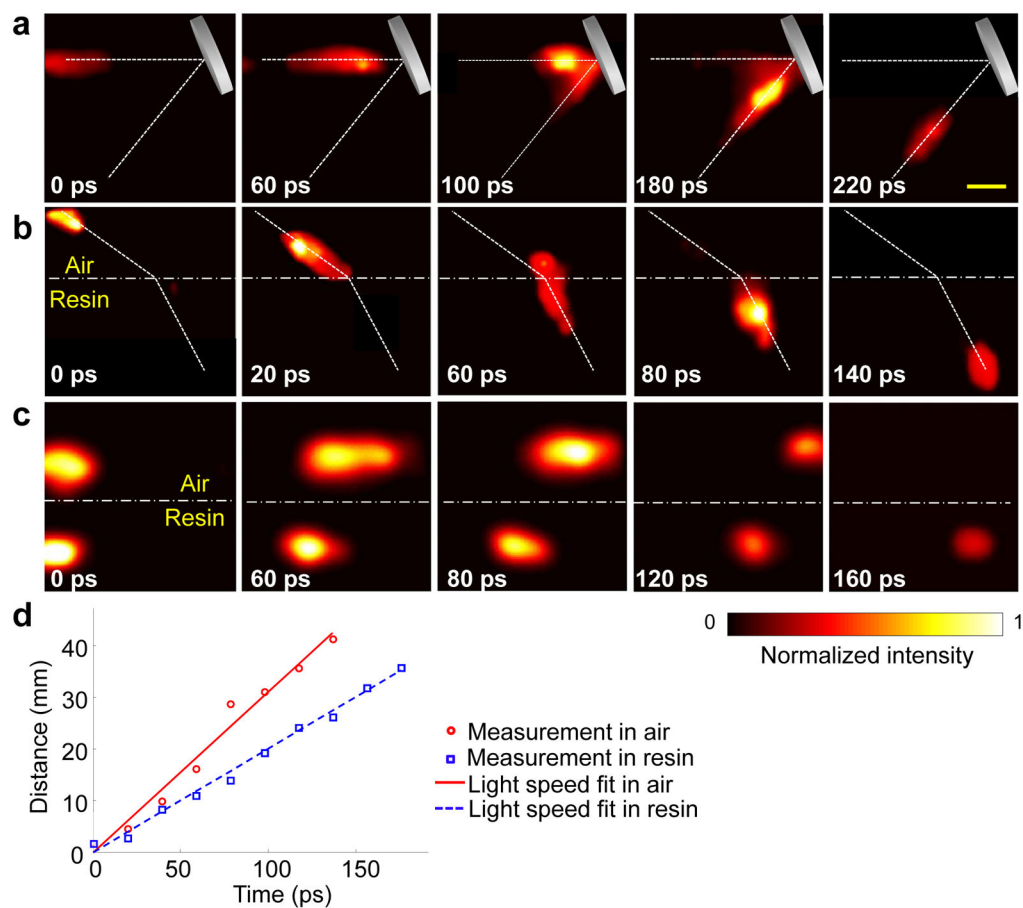 a
0 ps
60 ps
100 ps
180 ps
220 ps
b
Air
Resin
0 ps
20 ps
60 ps
80 ps
140 ps
c
Air
Resin
0 ps
60 ps
80 ps
120 ps
160 ps
d
0
1
Normalized intensity
Distance (mm)
40
30
20
10
0
0
50
100
150
Time (ps)
Measurement in air
Measurement in resin
Light speed fit in air
Light speed fit in resin